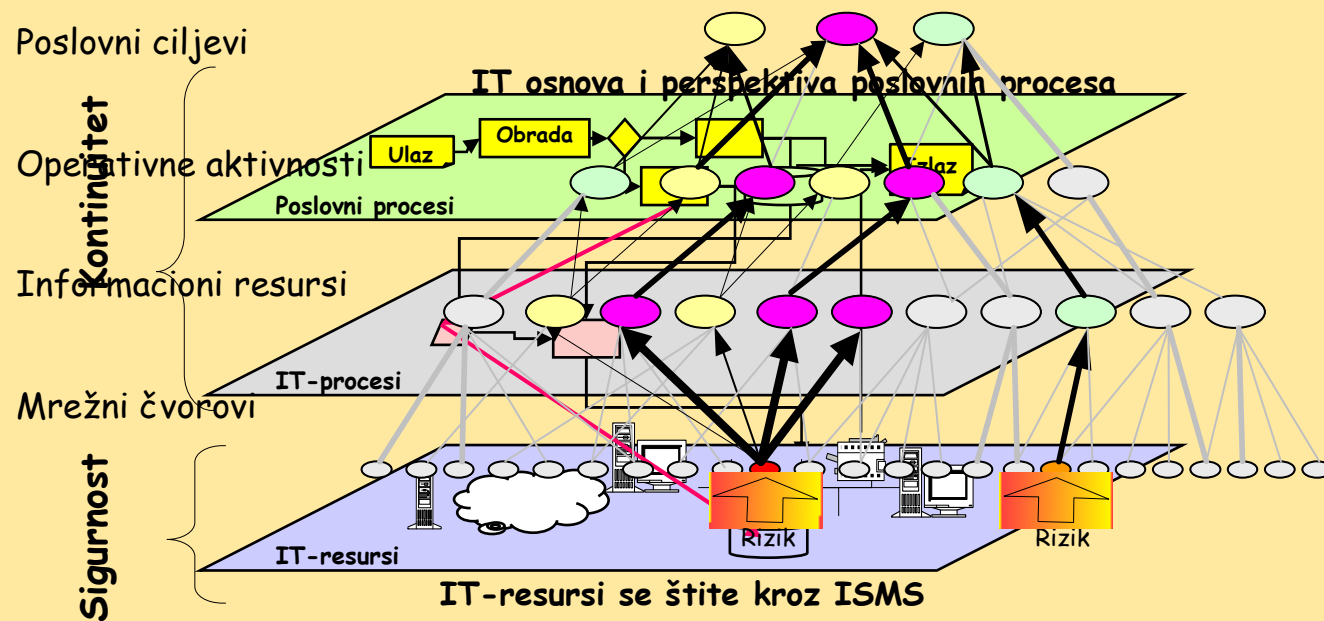 Poslovni ciljevi
IT osnova i perspektiva poslovnih procesa
Kontinuitet
Obrada
Ulaz
Izlaz
Operativne aktivnosti
Poslovni procesi
Informacioni resursi
IT-procesi
Mrežni čvorovi
Sigurnost
Rizik
Rizik
IT-resursi
IT-resursi se štite kroz ISMS